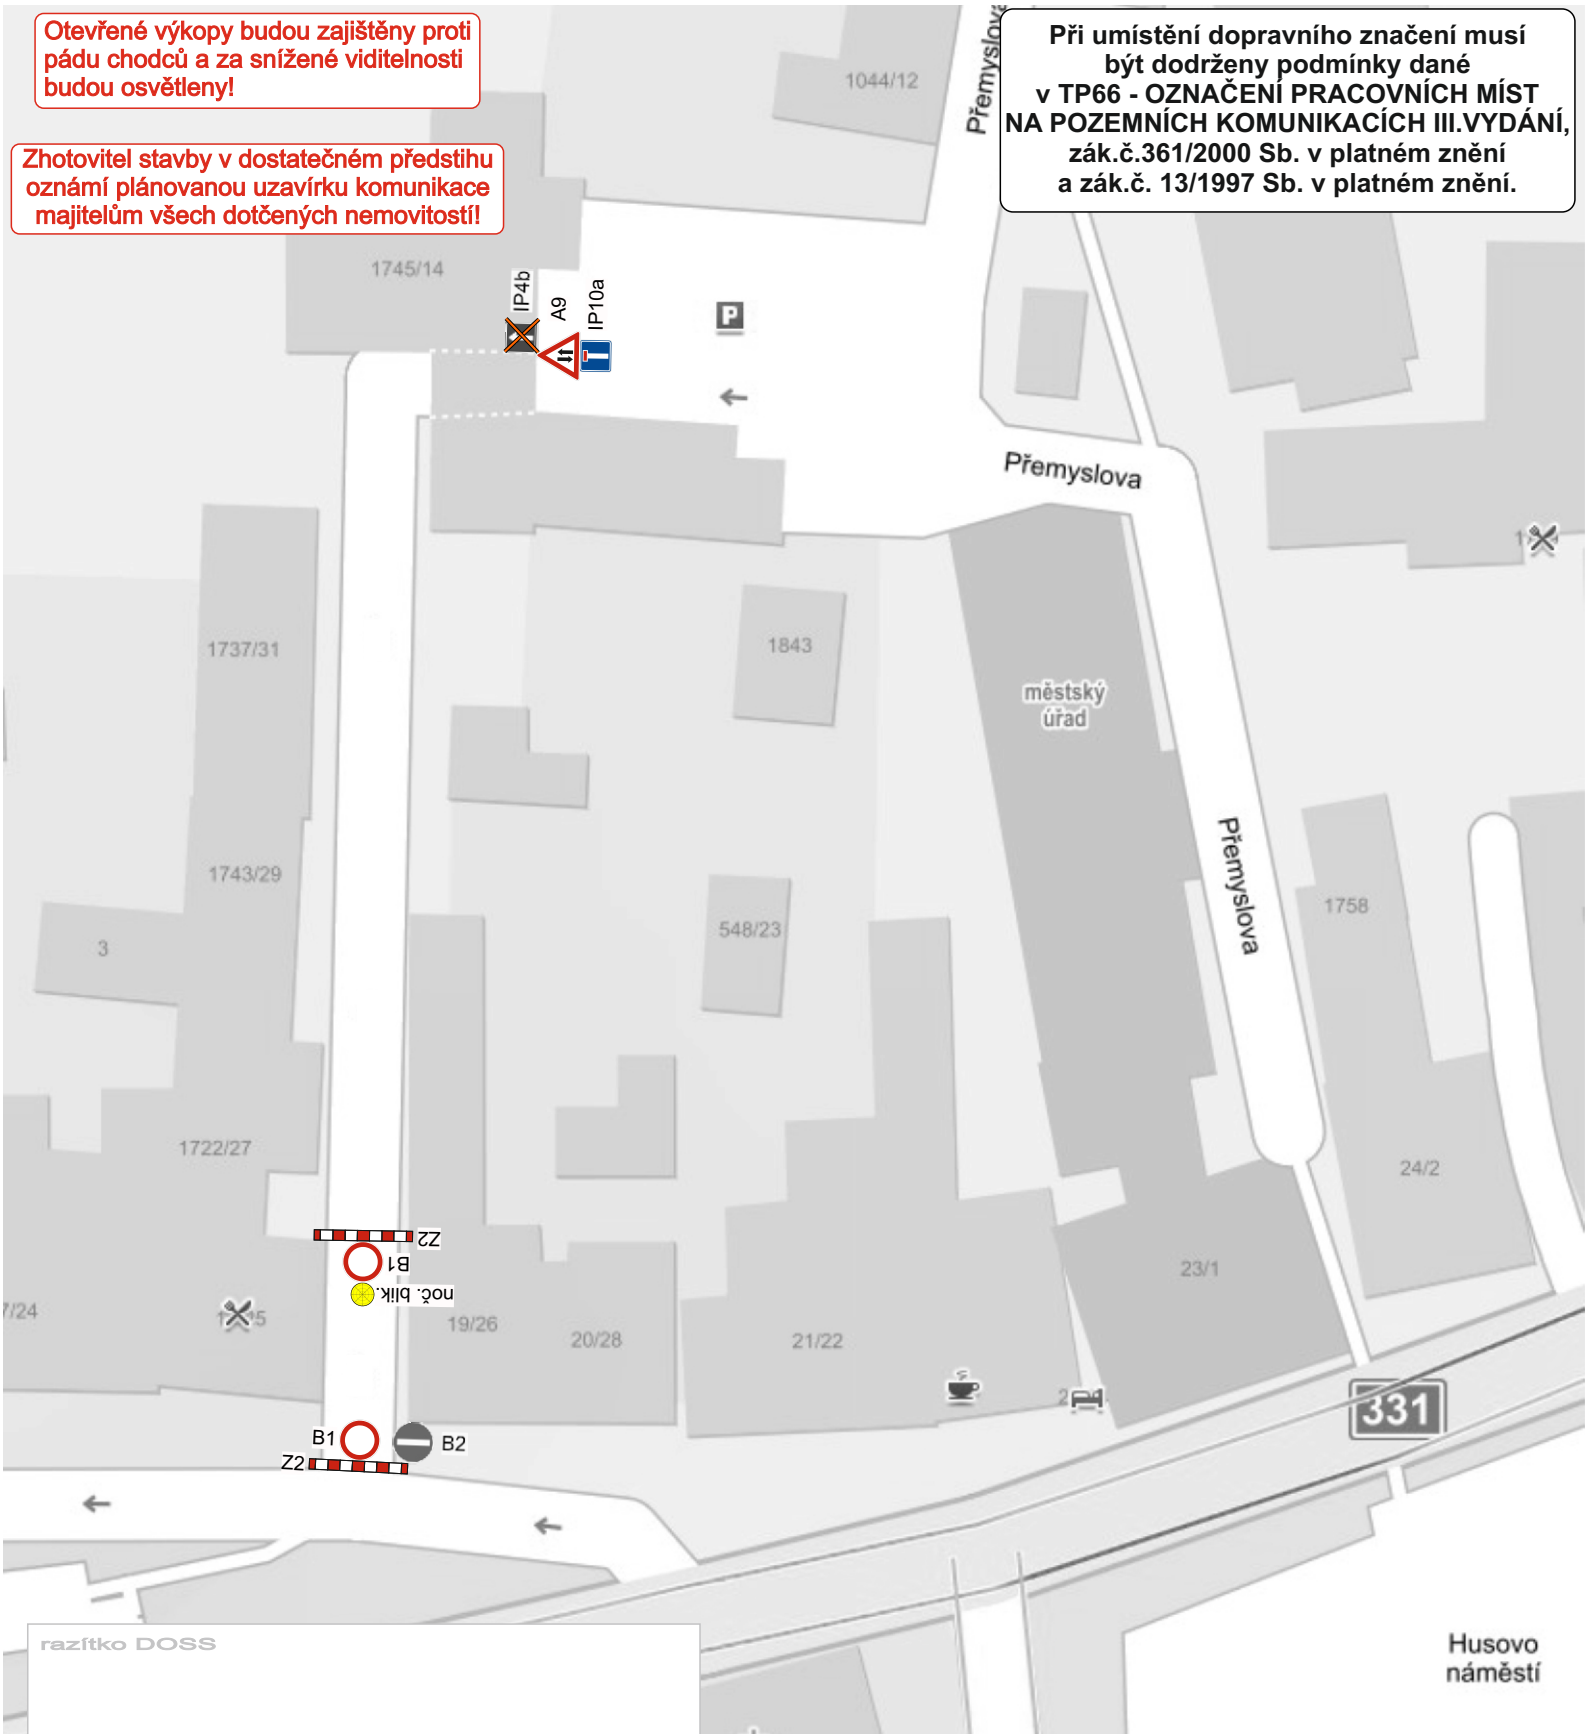 Otevřené výkopy budou zajištěny proti
pádu chodců a za snížené viditelnosti
budou osvětleny!
Zhotovitel stavby v dostatečném předstihu
oznámí plánovanou uzavírku komunikace
majitelům všech dotčených nemovitostí!
Při umístění dopravního značení musí
být dodrženy podmínky dané
v TP66 - OZNAČENÍ PRACOVNÍCH MÍST
NA POZEMNÍCH KOMUNIKACÍCH III.VYDÁNÍ,
zák.č.361/2000 Sb. v platném znění
a zák.č. 13/1997 Sb. v platném znění.
Přemyslova
1044/12
1745/14
IP4b
A9
IP10a
P
Přemyslova
1737/31
1843
městský
úřad
1743/29
Přemyslova
3
548/23
1758
1722/27
24/2
Z2
B1
noč. blik.
23/1
7/24
19/26
20/28
21/22
331
B1
B2
Z2
razítko DOSS
Husovo
náměstí